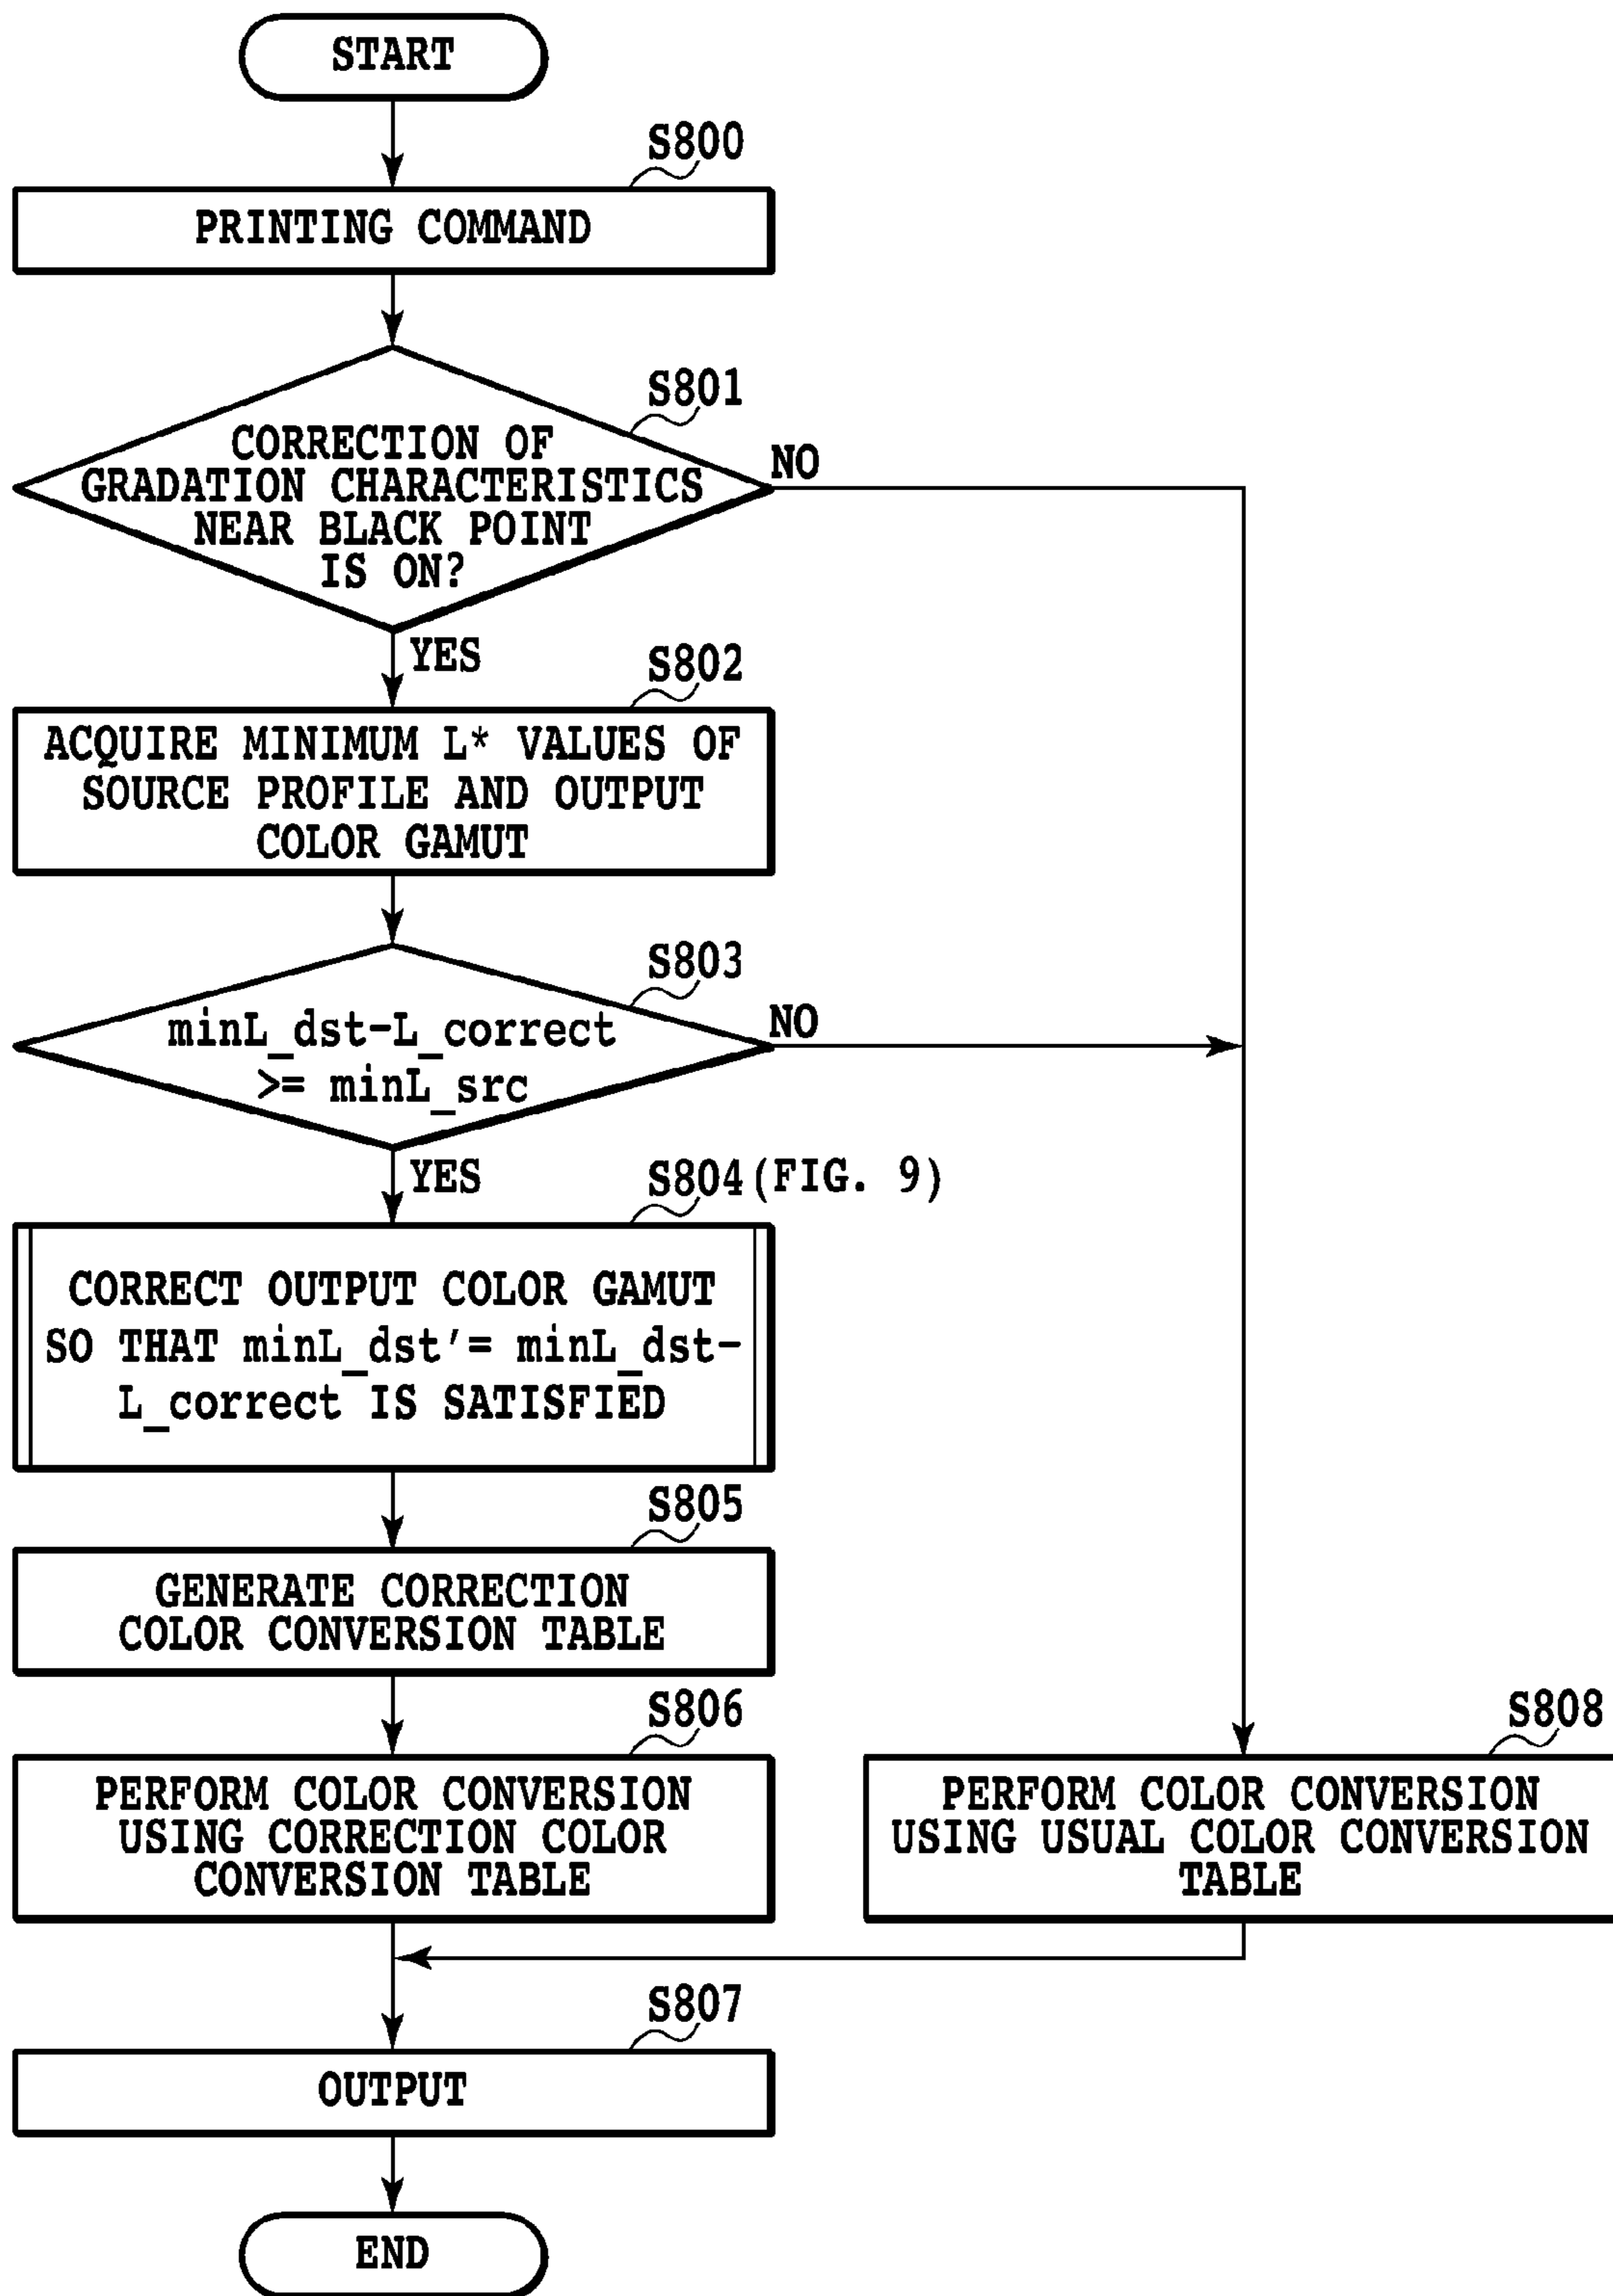 START
S800
PRINTING COMMAND
S801
CORRECTION OF
GRADATION CHARACTERISTICS
NEAR BLACK POINT
IS ON?
NO
YES
S802
ACQUIRE MINIMUM L* VALUES OF
SOURCE PROFILE AND OUTPUT
COLOR GAMUT
S803
minL_dst-L_correct
>= minL_src
NO
YES
S804(FIG. 9)
CORRECT OUTPUT COLOR GAMUT
SO THAT minL_dst′= minL_dst-
L_correct IS SATISFIED
S805
GENERATE CORRECTION
COLOR CONVERSION TABLE
S806
PERFORM COLOR CONVERSION
USING CORRECTION COLOR
CONVERSION TABLE
S808
PERFORM COLOR CONVERSION
USING USUAL COLOR CONVERSION
TABLE
S807
OUTPUT
END